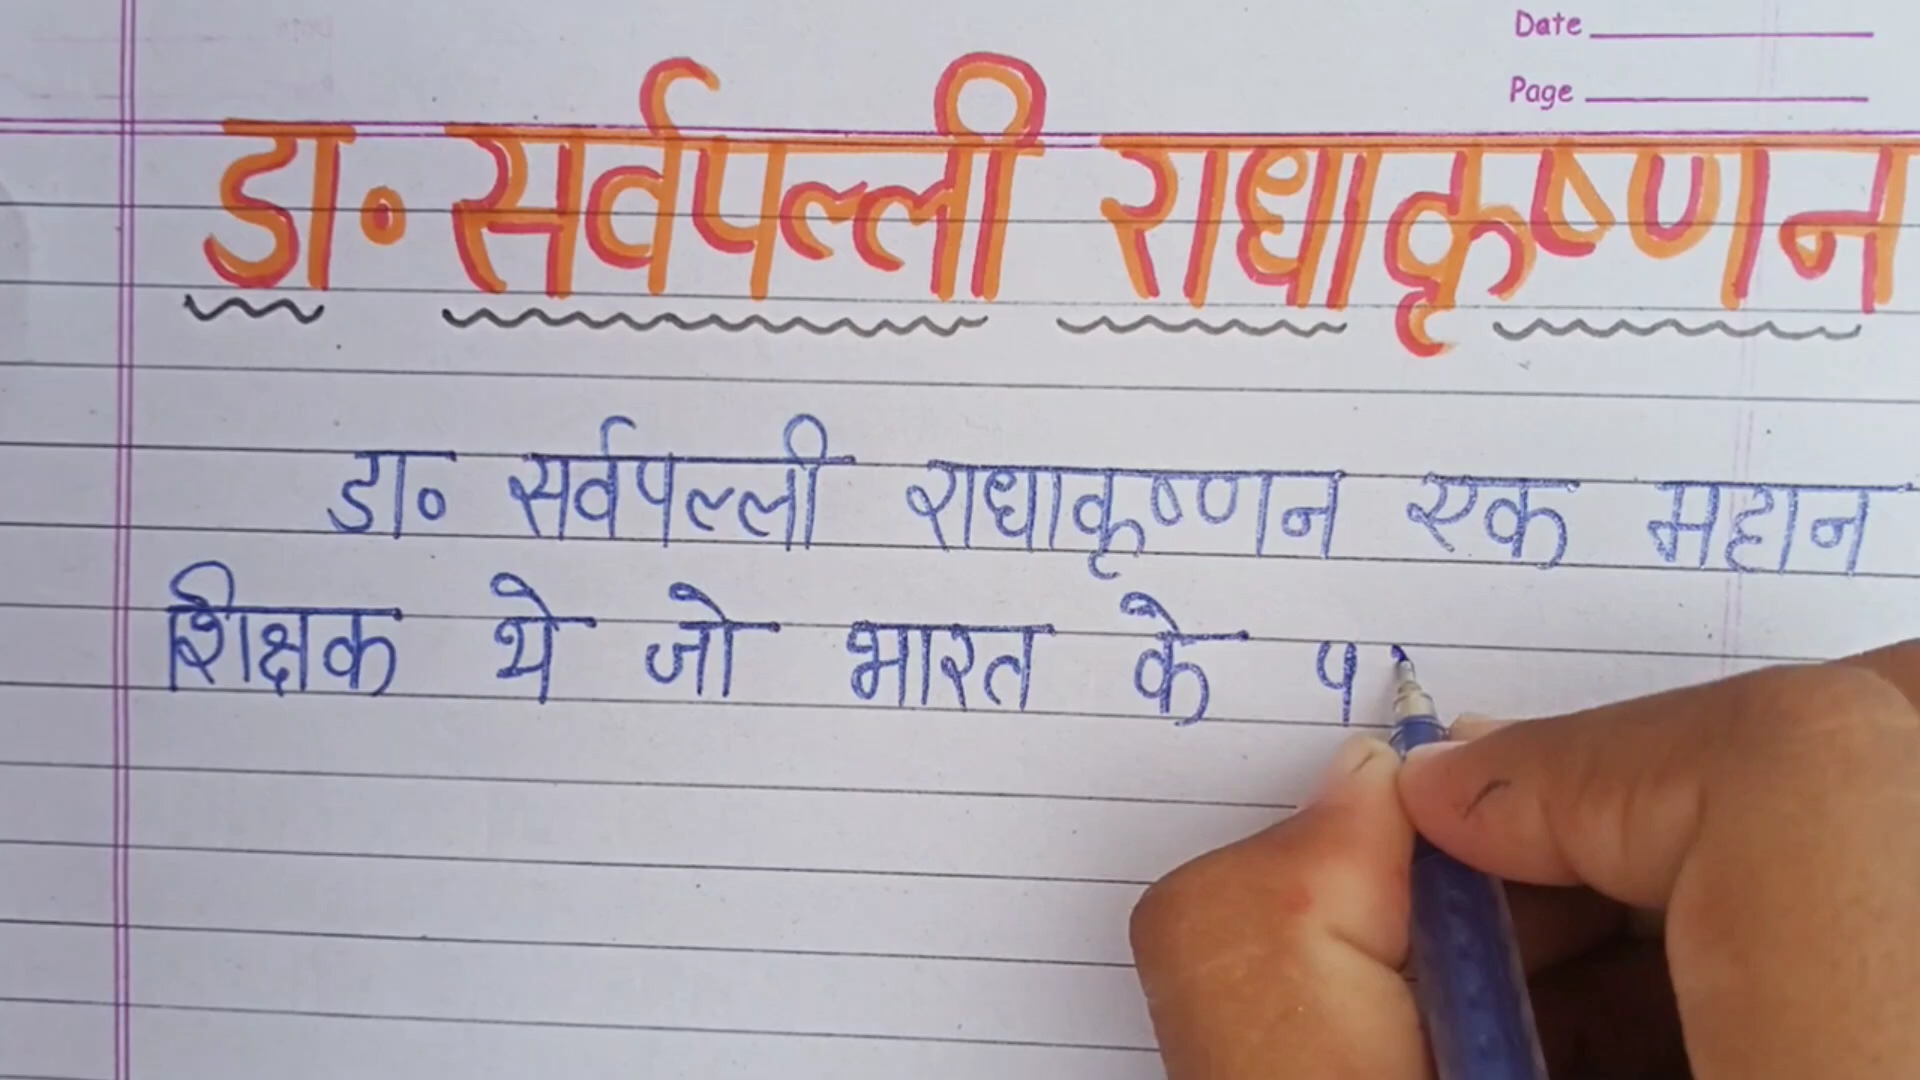 Date
Page
डा॰ सर्वपल्ली राधाकृष्णन
डा॰ सर्वपल्ली राधाकृष्णन एक महान
शिक्षक थे जो भारत के प